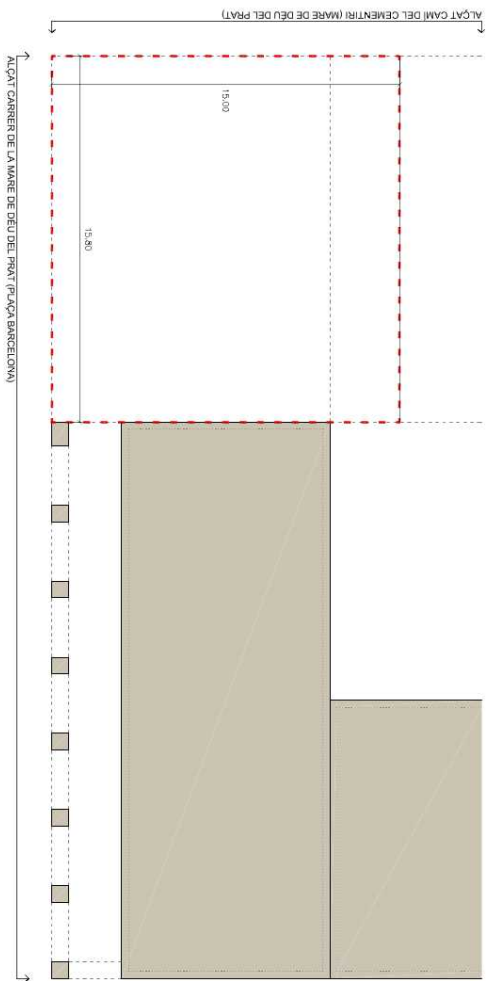 ALÇAT CAMÍ DEL CEMENTIRI (MARE DE DÉU DEL PRAT)
15.00
15.80
ALÇAT CARRER DE LA MARE DE DÉU DEL PRAT (PLAÇA BARCELONA)